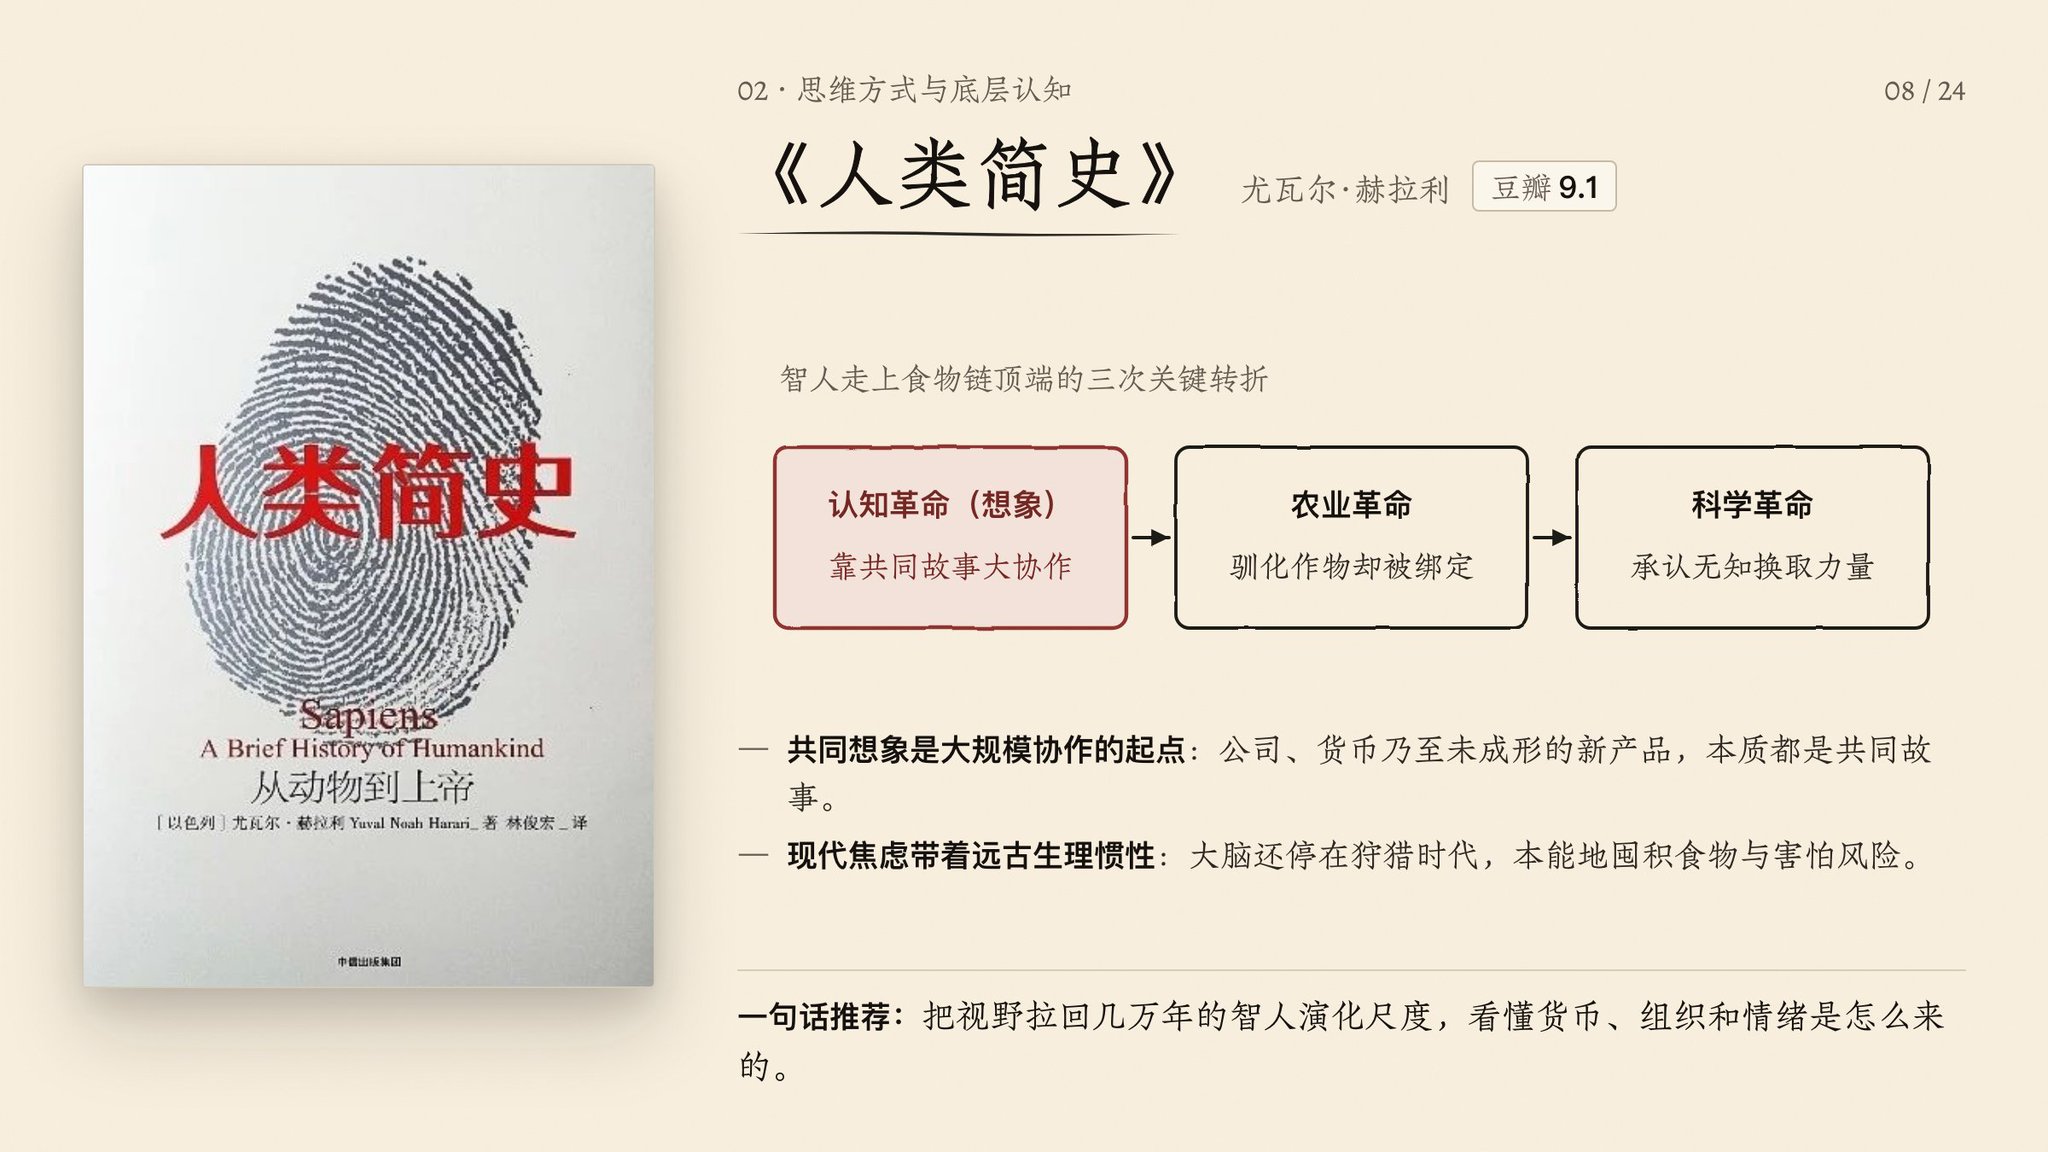 02 · 思维方式与底层认知
08 / 24
《人类简史》
尤瓦尔·赫拉利
豆瓣 9.1
人类简史
Sapiens
A Brief History of Humankind
从动物到上帝
［以色列］尤瓦尔·赫拉利 Yuval Noah Harari_著 林俊宏_译
中信出版集团
智人走上食物链顶端的三次关键转折
认知革命（想象）
靠共同故事大协作
农业革命
驯化作物却被绑定
科学革命
承认无知换取力量
— 共同想象是大规模协作的起点：公司、货币乃至未成形的新产品，本质都是共同故
事。
— 现代焦虑带着远古生理惯性：大脑还停在狩猎时代，本能地囤积食物与害怕风险。
一句话推荐：把视野拉回几万年的智人演化尺度，看懂货币、组织和情绪是怎么来
的。